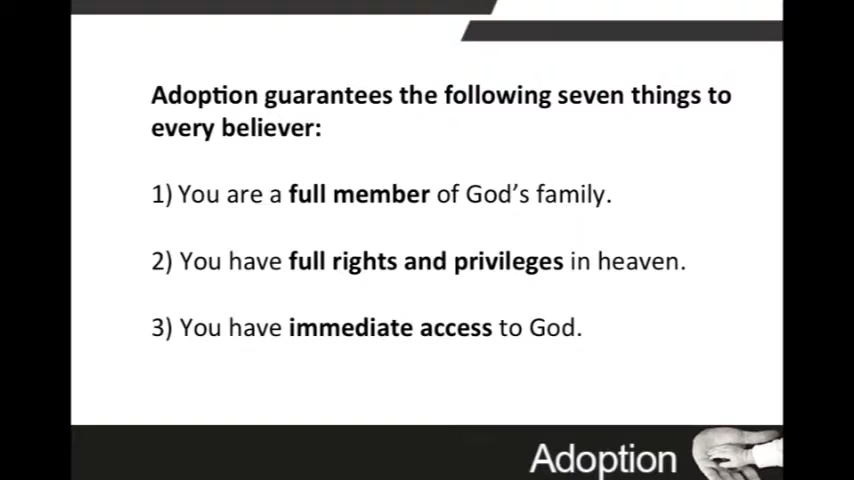 Adoption guarantees the following seven things to
every believer:
1) You are a full member of God’s family.
2) You have full rights and privileges in heaven.
3) You have immediate access to God.
Adoption